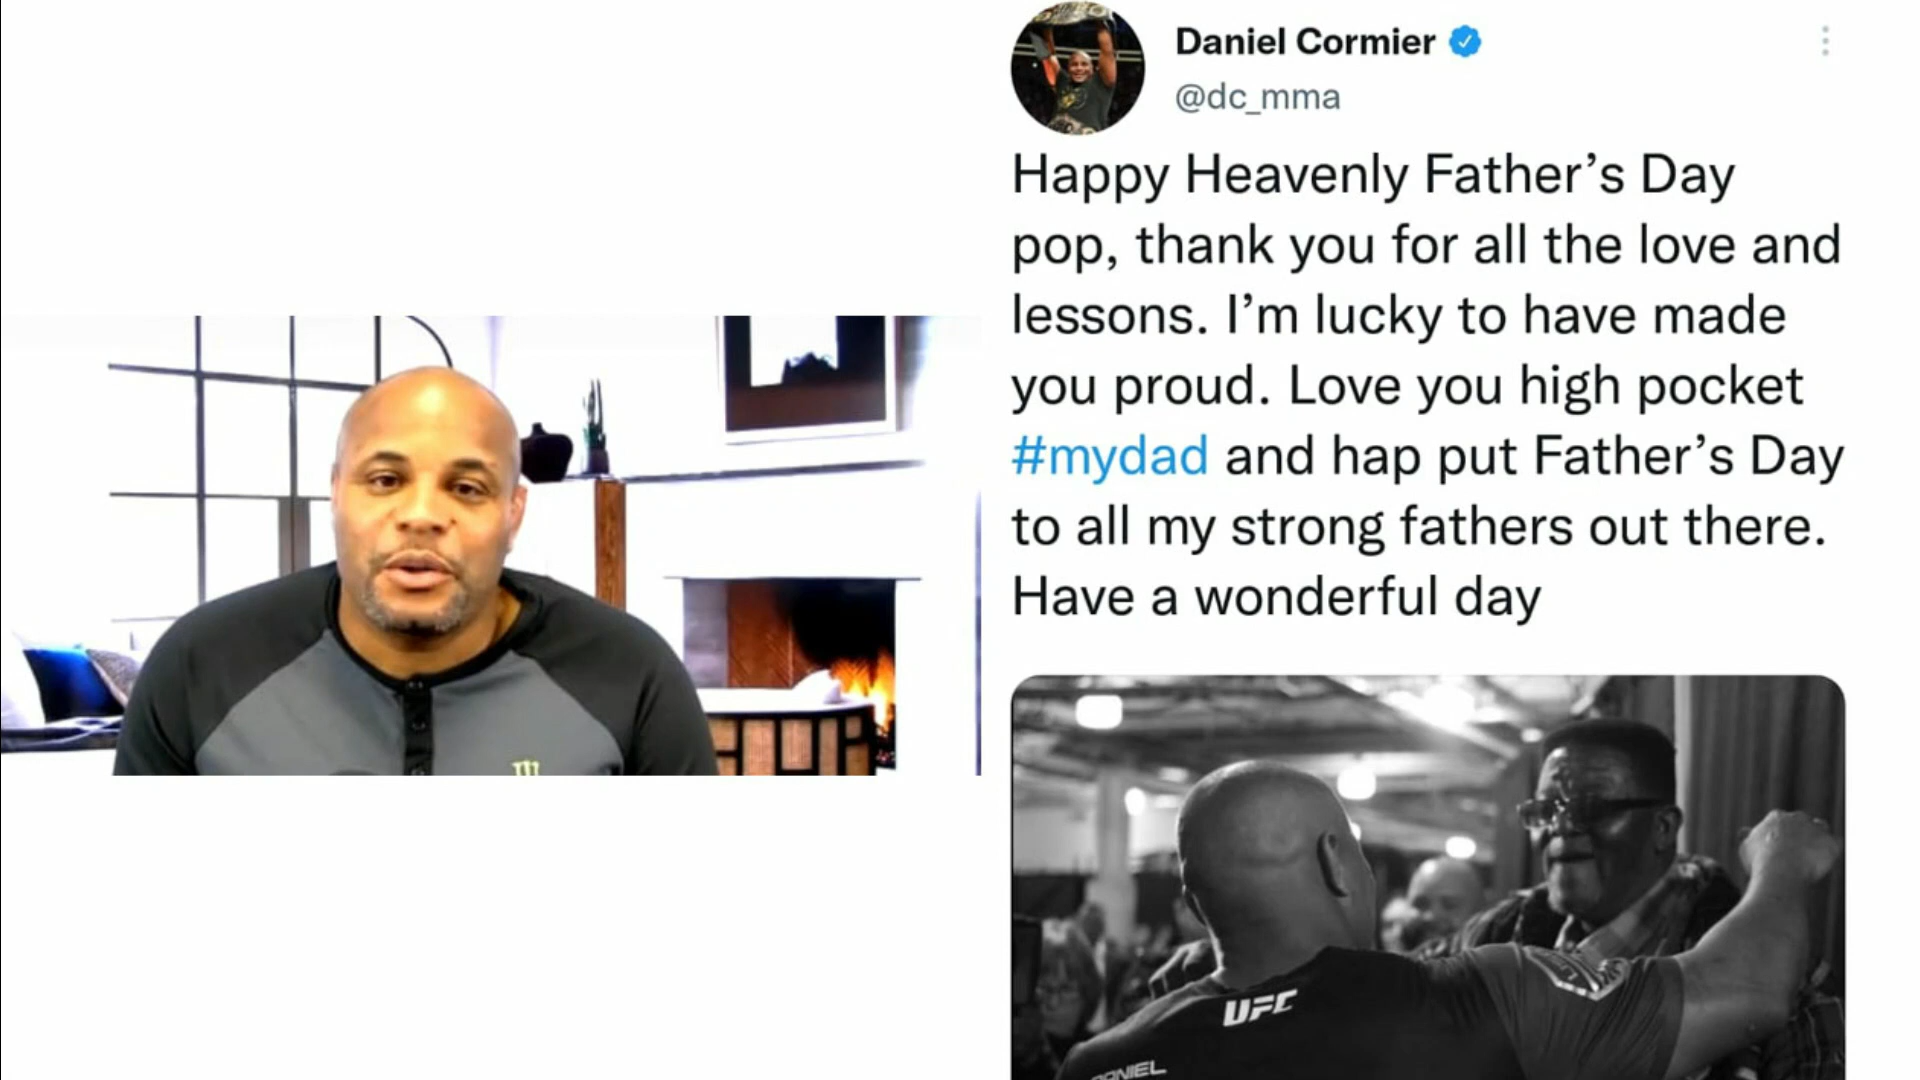 Daniel Cormier
@dc_mma
Happy Heavenly Father’s Day
pop, thank you for all the love and
lessons. I’m lucky to have made
you proud. Love you high pocket
#mydad and hap put Father’s Day
to all my strong fathers out there.
Have a wonderful day
UFC